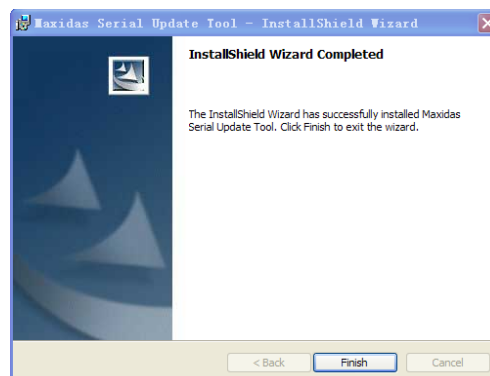 Maxidas Serial Update Tool - InstallShield Wizard
InstallShield Wizard Completed
The InstallShield Wizard has successfully installed Maxidas
Serial Update Tool. Click Finish to exit the wizard.
< Back
Finish
Cancel